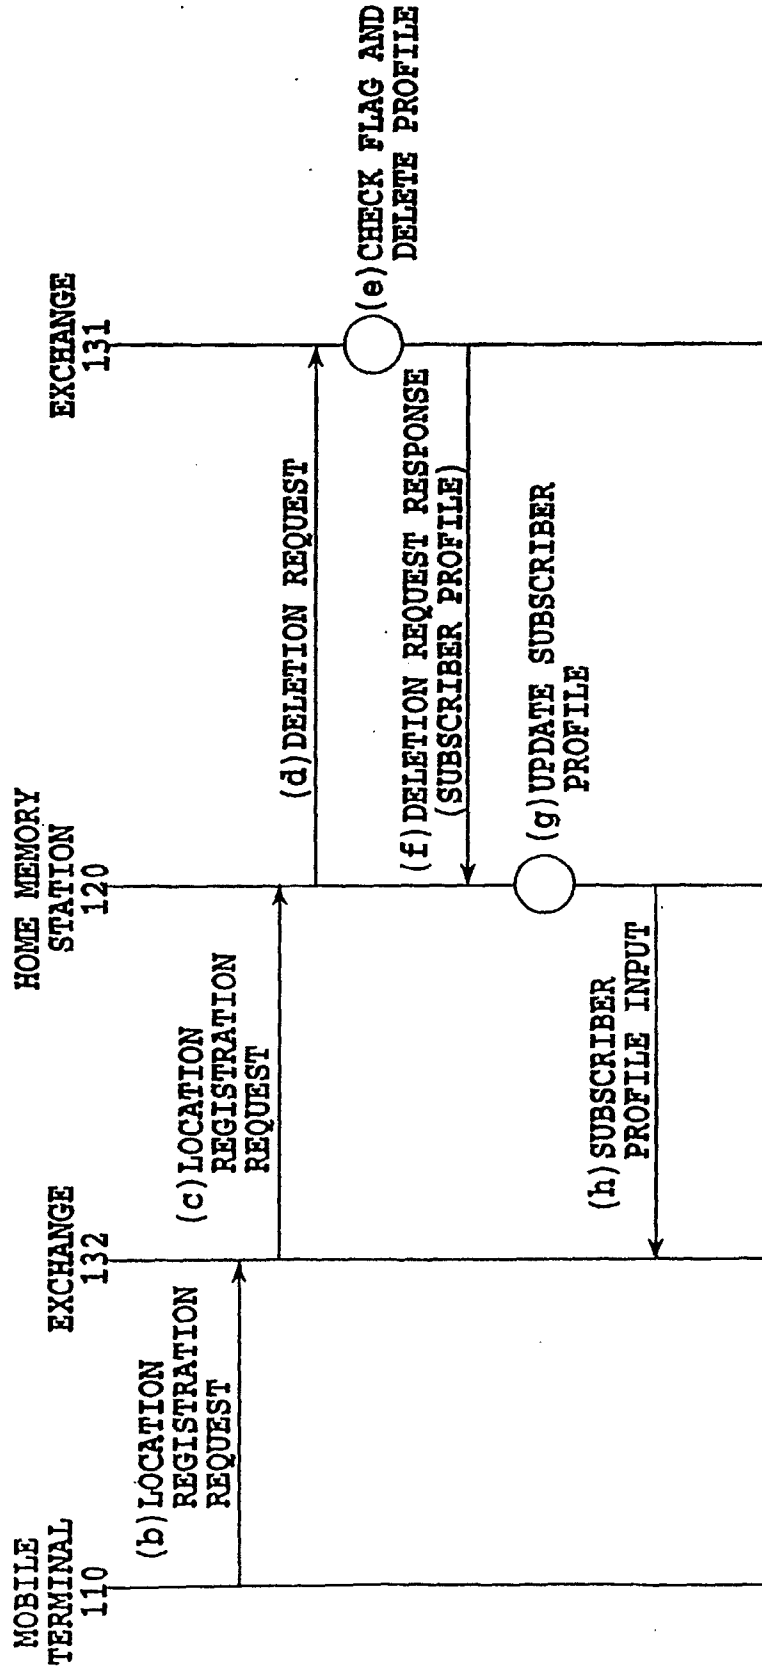 MOBILE
TERMINAL
110
EXCHANGE
132
HOME MEMORY
STATION
120
EXCHANGE
131
(b)LOCATION
REGISTRATION
REQUEST
(c)LOCATION
REGISTRATION
REQUEST
(d)DELETION REQUEST
(e)CHECK FLAG AND
DELETE PROFILE
(f)DELETION REQUEST RESPONSE
(SUBSCRIBER PROFILE)
(g)UPDATE SUBSCRIBER
PROFILE
(h)SUBSCRIBER
PROFILE INPUT